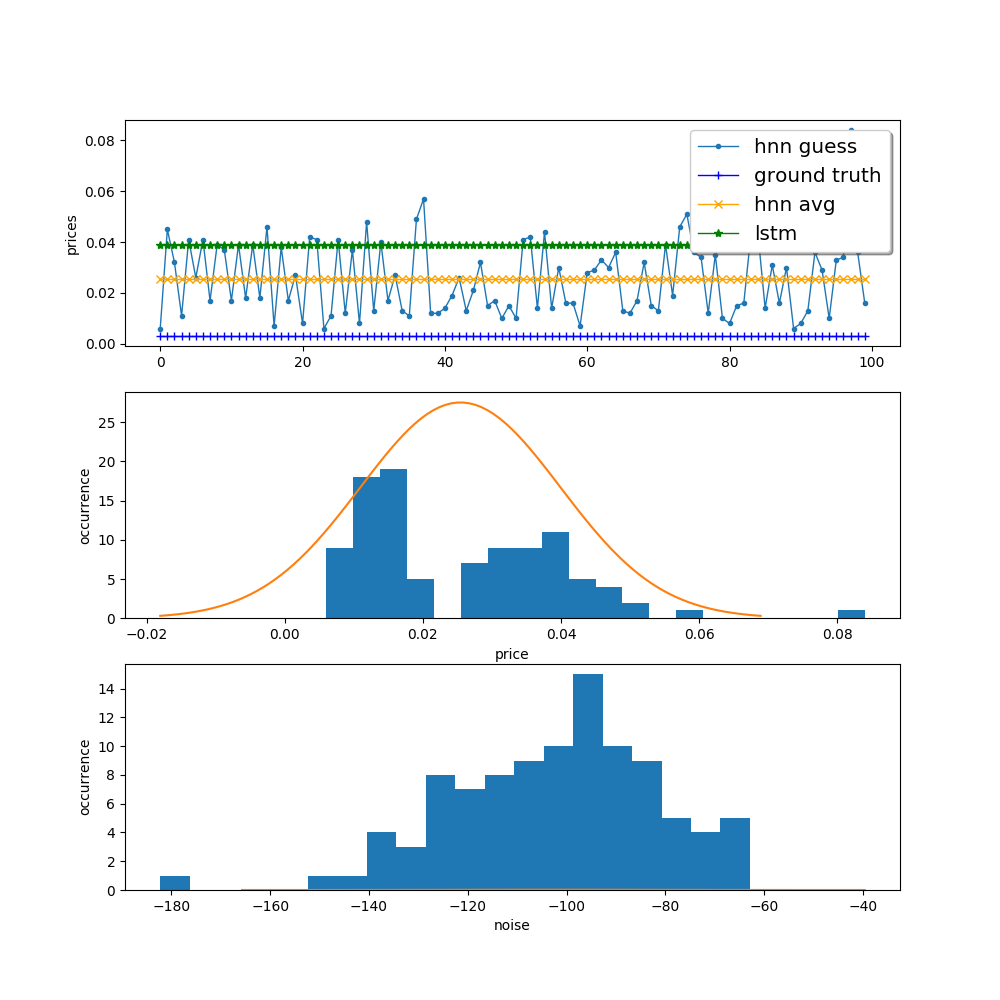 0.08
0.06
0.04
0.02
0.00
prices
0 20 40 60 80 100
hnn guess
ground truth
hnn avg
lstm
25
20
15
10
5
0
occurrence
−0.02 0.00 0.02 0.04 0.06 0.08
price
14
12
10
8
6
4
2
0
occurrence
−180 −160 −140 −120 −100 −80 −60 −40
noise